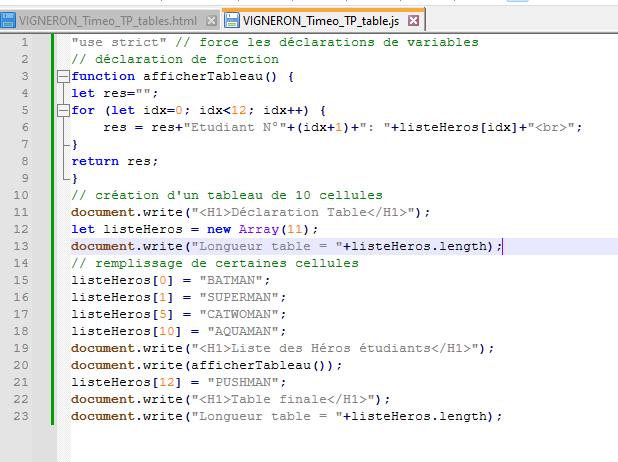 VIGNERON_Timeo_TP_tables.html VIGNERON_Timeo_TP_table.js
1 "use strict" // force les déclarations de variables
2 // déclaration de fonction
3 function afficherTableau() {
4 let res="";
5 for (let idx=0; idx<12; idx++) {
6 res = res+"Etudiant N°"+(idx+1)+": "+listeHeros[idx]+"<br>";
7 }
8 return res;
9 }
10 // création d'un tableau de 10 cellules
11 document.write("<H1>Déclaration Table</H1>");
12 let listeHeros = new Array(11);
13 document.write("Longueur table = "+listeHeros.length);
14 // remplissage de certaines cellules
15 listeHeros[0] = "BATMAN";
16 listeHeros[1] = "SUPERMAN";
17 listeHeros[5] = "CATWOMAN";
18 listeHeros[10] = "AQUAMAN";
19 document.write("<H1>Liste des Héros étudiants</H1>");
20 document.write(afficherTableau());
21 listeHeros[12] = "PUSHMAN";
22 document.write("<H1>Table finale</H1>");
23 document.write("Longueur table = "+listeHeros.length);